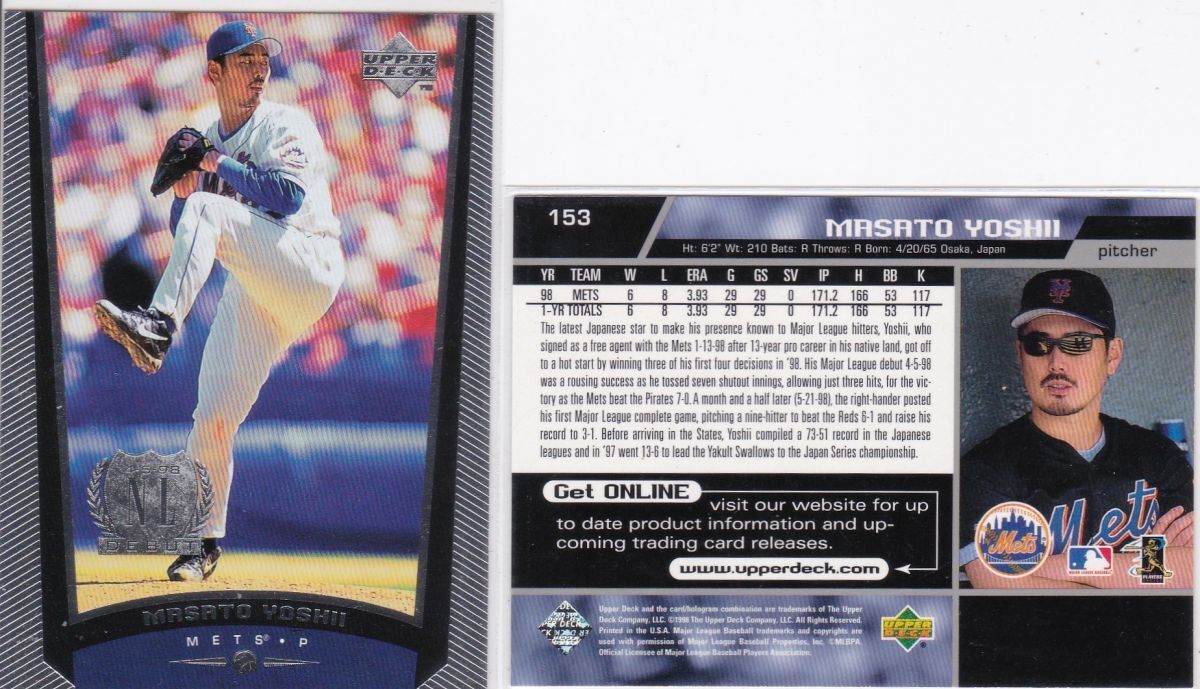 UPPER
DECK
TM
Mets
4-5-98
NL
DEBUT
MASATO YOSHII
METS® • P
153
MASATO YOSHII
Ht: 6'2" Wt: 210 Bats: R Throws: R Born: 4/20/65 Osaka, Japan
pitcher
YR TEAM W L ERA G GS SV IP H BB K
98 METS 6 8 3.93 29 29 0 171.2 166 53 117
1-YR TOTALS 6 8 3.93 29 29 0 171.2 166 53 117
The latest Japanese star to make his presence known to Major League hitters, Yoshii, who
signed as a free agent with the Mets 1-13-98 after 13-year pro career in his native land, got off
to a hot start by winning three of his first four decisions in '98. His Major League debut 4-5-98
was a rousing success as he tossed seven shutout innings, allowing just three hits, for the vic-
tory as the Mets beat the Pirates 7-0. A month and a half later (5-21-98), the right-hander posted
his first Major League complete game, pitching a nine-hitter to beat the Reds 6-1 and raise his
record to 3-1. Before arriving in the States, Yoshii compiled a 73-51 record in the Japanese
leagues and in '97 went 13-6 to lead the Yakult Swallows to the Japan Series championship.
Get ONLINE
visit our website for up
to date product information and up-
coming trading card releases.
www.upperdeck.com
Mets
Mets
MAJOR LEAGUE BASEBALL
PLAYERS
UPPER DECK
Upper Deck and the card/hologram combination are trademarks of The Upper
Deck Company, LLC. ©1998 The Upper Deck Company, LLC. All Rights Reserved.
Printed in the U.S.A. Major League Baseball trademarks and copyrights are
used with permission of Major League Baseball Properties, Inc. ©MLBPA.
Official Licensee of Major League Baseball Players Association.
UPPER
DECK